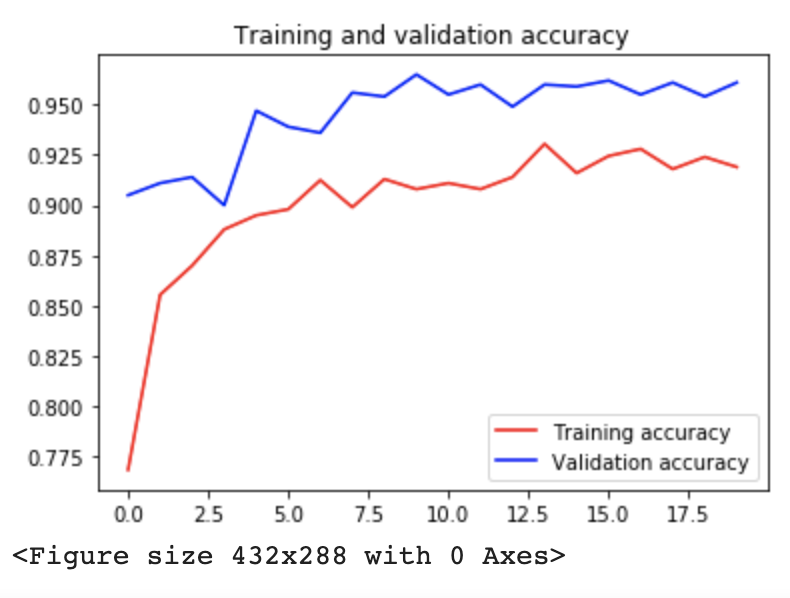 Training and validation accuracy
0.950
0.925
0.900
0.875
0.850
0.825
0.800
0.775
Training accuracy
Validation accuracy
0.0 2.5 5.0 7.5 10.0 12.5 15.0 17.5
<Figure size 432x288 with 0 Axes>